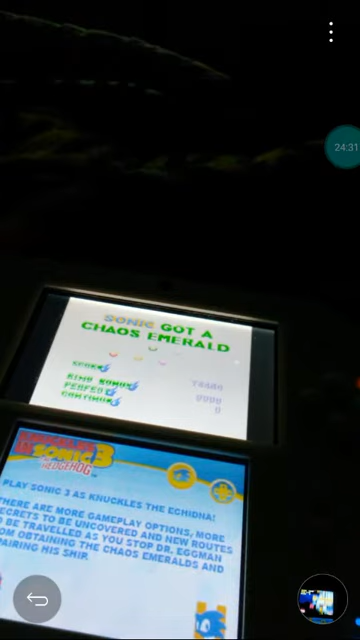 24:31
SONIC GOT A
CHAOS EMERALD
SCORE
RING BONUS
PERFECT
CONTINUE
0
KNUCKLES
IN
SONIC 3
THE HEDGEHOG
PLAY SONIC 3 AS KNUCKLES THE ECHIDNA!
THERE ARE MORE GAMEPLAY OPTIONS, MORE
SECRETS TO BE UNCOVERED AND NEW ROUTES
TO BE TRAVELLED AS YOU STOP DR. EGGMAN
FROM OBTAINING THE CHAOS EMERALDS AND
REPAIRING HIS SHIP.